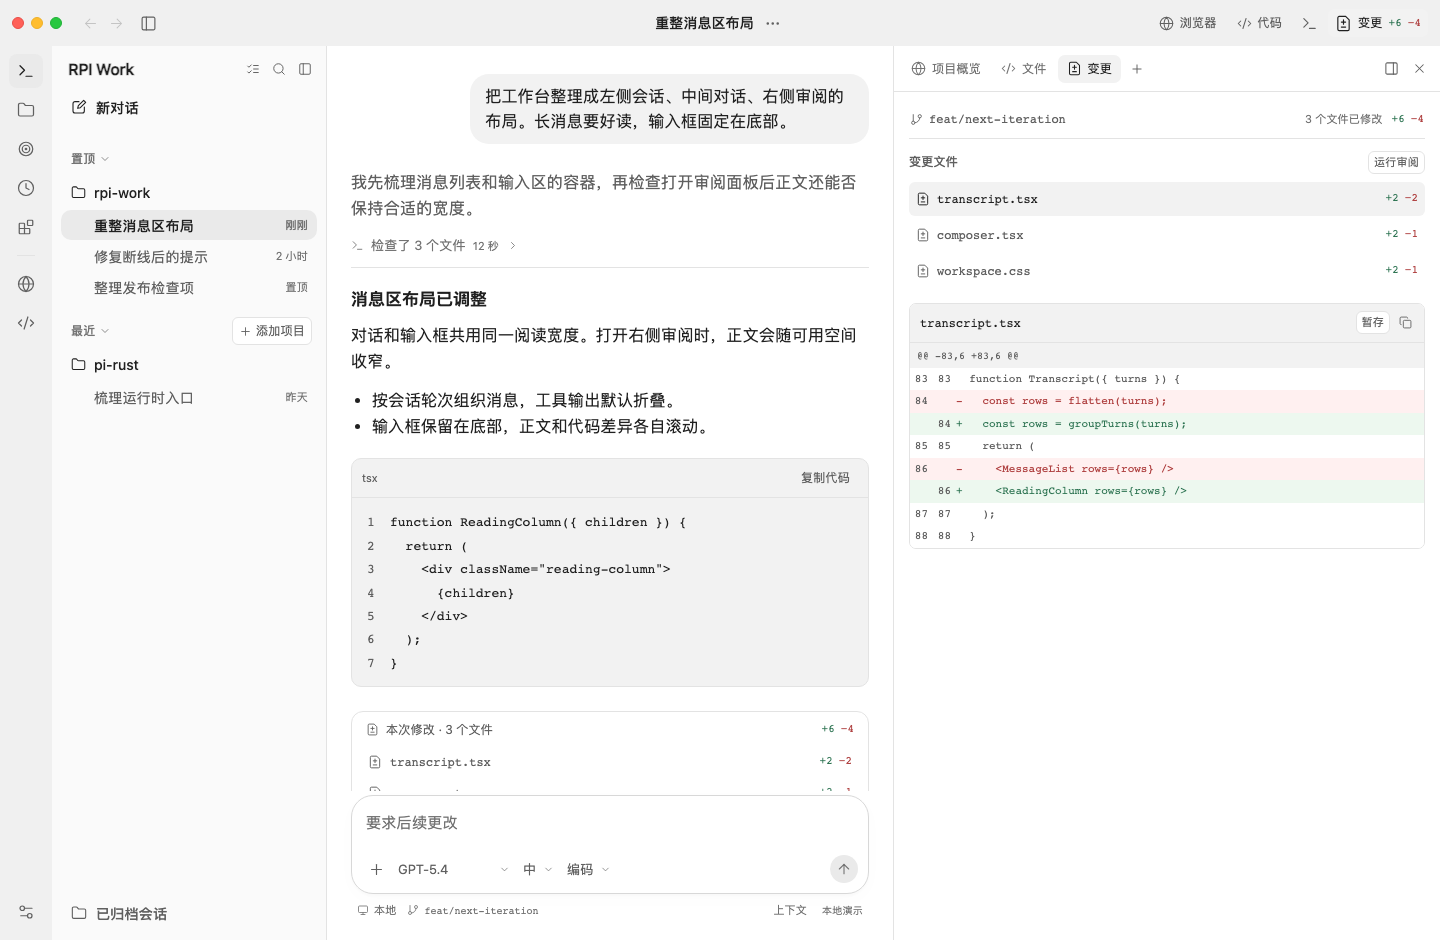 重整消息区布局 ···
浏览器
代码
变更 +6 −4
RPI Work
新对话
置顶
rpi-work
重整消息区布局 刚刚
修复断线后的提示 2 小时
整理发布检查项 置顶
最近
添加项目
pi-rust
梳理运行时入口 昨天
已归档会话
把工作台整理成左侧会话、中间对话、右侧审阅的
布局。长消息要好读，输入框固定在底部。
我先梳理消息列表和输入区的容器，再检查打开审阅面板后正文还能否
保持合适的宽度。
检查了 3 个文件 12 秒
消息区布局已调整
对话和输入框共用同一阅读宽度。打开右侧审阅时，正文会随可用空间
收窄。
• 按会话轮次组织消息，工具输出默认折叠。
• 输入框保留在底部，正文和代码差异各自滚动。
tsx 复制代码
1 function ReadingColumn({ children }) {
2 return (
3 <div className="reading-column">
4 {children}
5 </div>
6 );
7 }
本次修改 · 3 个文件 +6 −4
transcript.tsx +2 −2
要求后续更改
GPT-5.4 中 编码
本地 feat/next-iteration 上下文 本地演示
项目概览 文件 变更
feat/next-iteration 3 个文件已修改 +6 −4
变更文件 运行审阅
transcript.tsx +2 −2
composer.tsx +2 −1
workspace.css +2 −1
transcript.tsx 暂存
@@ -83,6 +83,6 @@
83 83 function Transcript({ turns }) {
84 - const rows = flatten(turns);
84 + const rows = groupTurns(turns);
85 85 return (
86 - <MessageList rows={rows} />
86 + <ReadingColumn rows={rows} />
87 87 );
88 88 }